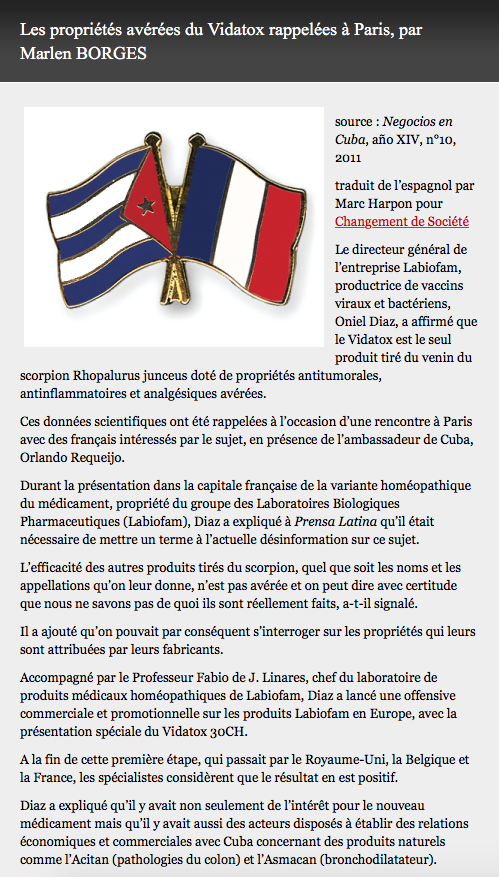 Les propriétés avérées du Vidatox rappelées à Paris, par
Marlen BORGES
source : Negocios en
Cuba, año XIV, n°10,
2011
traduit de l'espagnol par
Marc Harpon pour
Changement de Société
Le directeur général de
l'entreprise Labiofam,
productrice de vaccins
viraux et bactériens,
Oniel Diaz, a affirmé que
le Vidatox est le seul
produit tiré du venin du
scorpion Rhopalurus junceus doté de propriétés antitumorales,
antinflammatoires et analgésiques avérées.
Ces données scientifiques ont été rappelées à l'occasion d'une rencontre à Paris
avec des français intéressés par le sujet, en présence de l'ambassadeur de Cuba,
Orlando Requeijo.
Durant la présentation dans la capitale française de la variante homéopathique
du médicament, propriété du groupe des Laboratoires Biologiques
Pharmaceutiques (Labiofam), Diaz a expliqué à Prensa Latina qu'il était
nécessaire de mettre un terme à l'actuelle désinformation sur ce sujet.
L'efficacité des autres produits tirés du scorpion, quel que soit les noms et les
appellations qu'on leur donne, n'est pas avérée et on peut dire avec certitude
que nous ne savons pas de quoi ils sont réellement faits, a-t-il signalé.
Il a ajouté qu'on pouvait par conséquent s'interroger sur les propriétés qui leurs
sont attribuées par leurs fabricants.
Accompagné par le Professeur Fabio de J. Linares, chef du laboratoire de
produits médicaux homéopathiques de Labiofam, Diaz a lancé une offensive
commerciale et promotionnelle sur les produits Labiofam en Europe, avec la
présentation spéciale du Vidatox 30CH.
A la fin de cette première étape, qui passait par le Royaume-Uni, la Belgique et
la France, les spécialistes considèrent que le résultat en est positif.
Diaz a expliqué qu'il y avait non seulement de l'intérêt pour le nouveau
médicament mais qu'il y avait aussi des acteurs disposés à établir des relations
économiques et commerciales avec Cuba concernant des produits naturels
comme l'Acitan (pathologies du colon) et l'Asmacan (bronchodilatateur).